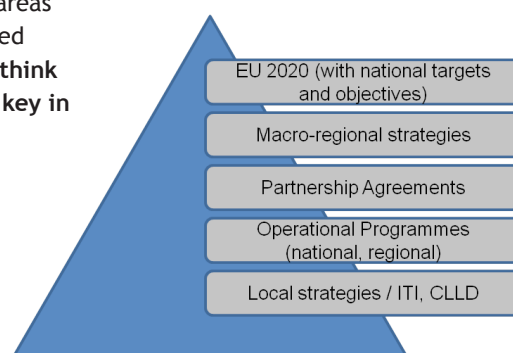 areas
ed
think
key in
EU 2020 (with national targets
and objectives)
Macro-regional strategies
Partnership Agreements
Operational Programmes
(national, regional)
Local strategies / ITI, CLLD